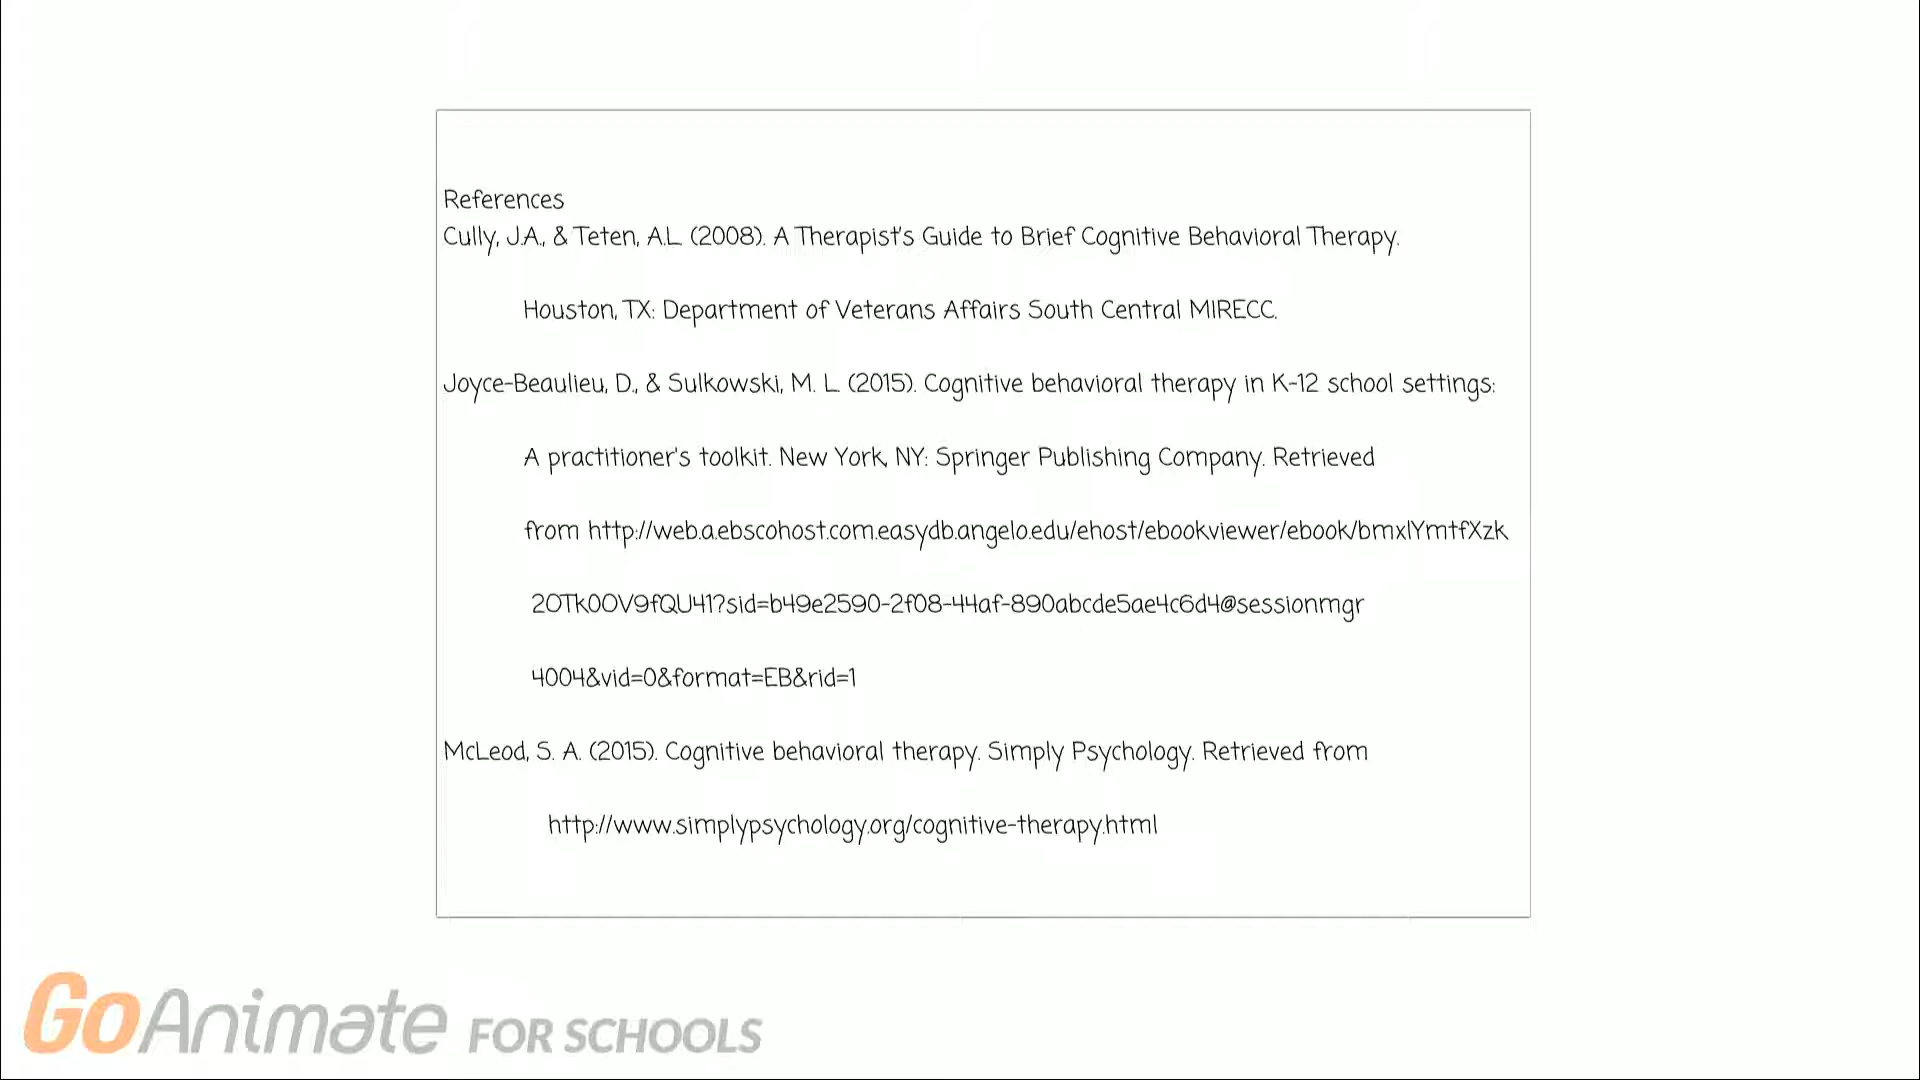 References
Cully, J.A., & Teten, A.L. (2008). A Therapist's Guide to Brief Cognitive Behavioral Therapy.
Houston, TX: Department of Veterans Affairs South Central MIRECC.
Joyce-Beaulieu, D., & Sulkowski, M. L. (2015). Cognitive behavioral therapy in K-12 school settings:
A practitioner's toolkit. New York, NY: Springer Publishing Company. Retrieved
from http://web.a.ebscohost.com.easydb.angelo.edu/ehost/ebookviewer/ebook/bmxlYmtfXzk
2OTk0OV9fQU41?sid=b49e2590-2f08-44af-890abcde5ae4c6d4@sessionmgr
4004&vid=0&format=EB&rid=1
McLeod, S. A. (2015). Cognitive behavioral therapy. Simply Psychology. Retrieved from
http://www.simplypsychology.org/cognitive-therapy.html
GoAnimate FOR SCHOOLS